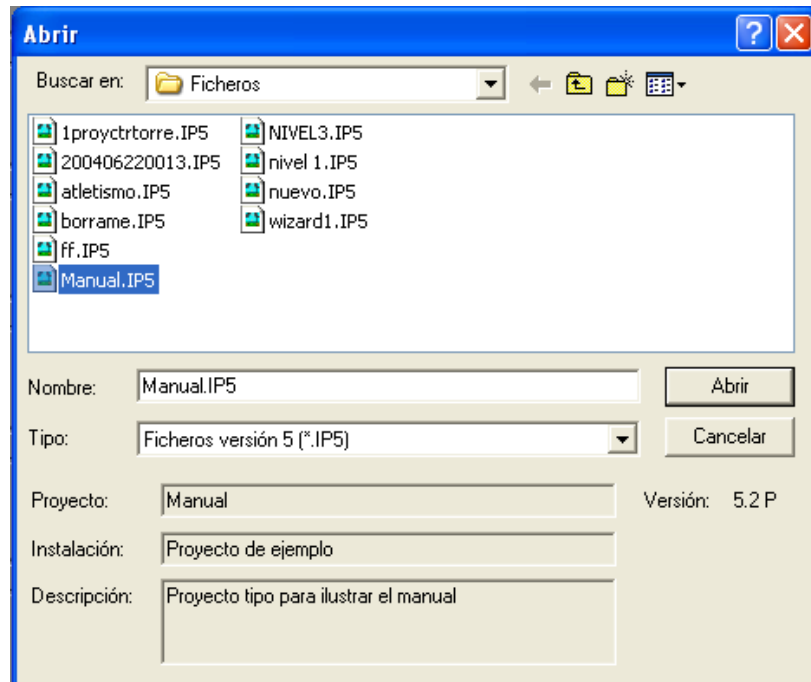 Abrir
Buscar en: Ficheros
1proyctrtorre.IP5 NIVEL3.IP5
200406220013.IP5 nivel 1.IP5
atletismo.IP5 nuevo.IP5
borrame.IP5 wizard1.IP5
ff.IP5
Manual.IP5
Nombre: Manual.IP5 Abrir
Tipo: Ficheros versión 5 (*.IP5) Cancelar
Proyecto: Manual Versión: 5.2 P
Instalación: Proyecto de ejemplo
Descripción: Proyecto tipo para ilustrar el manual